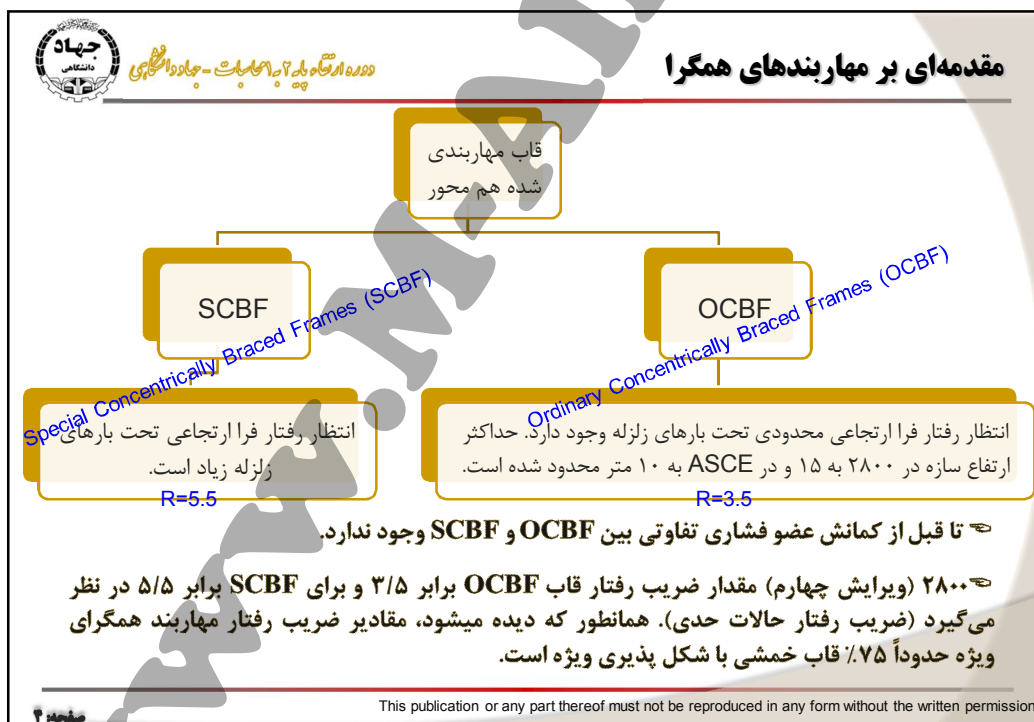 مقدمه‌ای بر مهاربندهای همگرا
دوره ارتقاء پایه ۲ به ۱ محاسبات - جهاد دانشگاهی
جهاد
دانشگاهی
قاب مهاربندی
شده هم محور
SCBF
OCBF
Special Concentrically Braced Frames (SCBF)
Ordinary Concentrically Braced Frames (OCBF)
انتظار رفتار فرا ارتجاعی تحت بارهای
زلزله زیاد است.
R=5.5
انتظار رفتار فرا ارتجاعی محدودی تحت بارهای زلزله وجود دارد. حداکثر
ارتفاع سازه در ۲۸۰۰ به ۱۵ و در ASCE به ۱۰ متر محدود شده است.
R=3.5
☜ تا قبل از کمانش عضو فشاری تفاوتی بین OCBF و SCBF وجود ندارد.
☜ ۲۸۰۰ (ویرایش چهارم) مقدار ضریب رفتار قاب OCBF برابر ۳/۵ و برای SCBF برابر ۵/۵ در نظر
می‌گیرد (ضریب رفتار حالات حدی). همانطور که دیده میشود، مقادیر ضریب رفتار مهاربند همگرای
ویژه حدوداً ۷۵٪ قاب خمشی با شکل پذیری ویژه است.
This publication or any part thereof must not be reproduced in any form without the written permission
صفحه: ۳